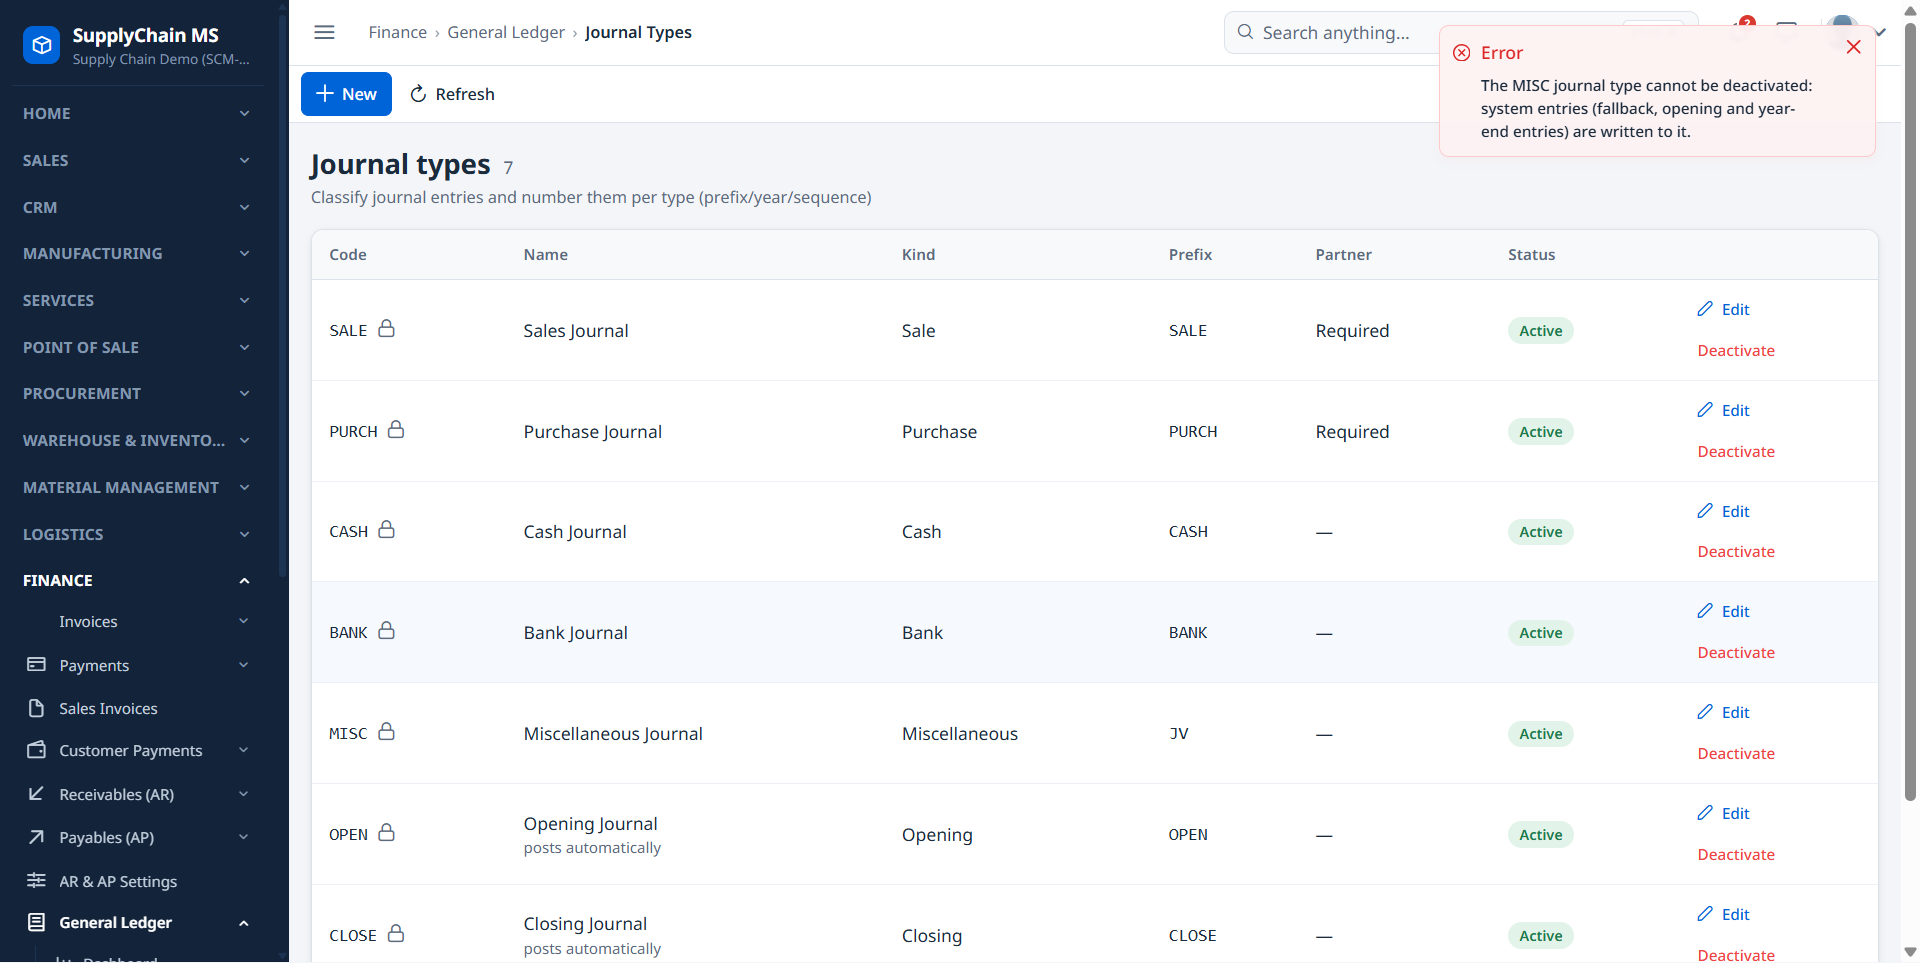 SupplyChain MS
Supply Chain Demo (SCM-...
HOME
SALES
CRM
MANUFACTURING
SERVICES
POINT OF SALE
PROCUREMENT
WAREHOUSE & INVENTO...
MATERIAL MANAGEMENT
LOGISTICS
FINANCE
Invoices
Payments
Sales Invoices
Customer Payments
Receivables (AR)
Payables (AP)
AR & AP Settings
General Ledger
Dashboard
Finance › General Ledger › Journal Types
Search anything...
2
New
Refresh
Error
The MISC journal type cannot be deactivated:
system entries (fallback, opening and year-
end entries) are written to it.
Journal types 7
Classify journal entries and number them per type (prefix/year/sequence)
Code Name Kind Prefix Partner Status
SALE Sales Journal Sale SALE Required Active Edit
Deactivate
PURCH Purchase Journal Purchase PURCH Required Active Edit
Deactivate
CASH Cash Journal Cash CASH — Active Edit
Deactivate
BANK Bank Journal Bank BANK — Active Edit
Deactivate
MISC Miscellaneous Journal Miscellaneous JV — Active Edit
Deactivate
OPEN Opening Journal Opening OPEN — Active Edit
posts automatically Deactivate
CLOSE Closing Journal Closing CLOSE — Active Edit
posts automatically Deactivate